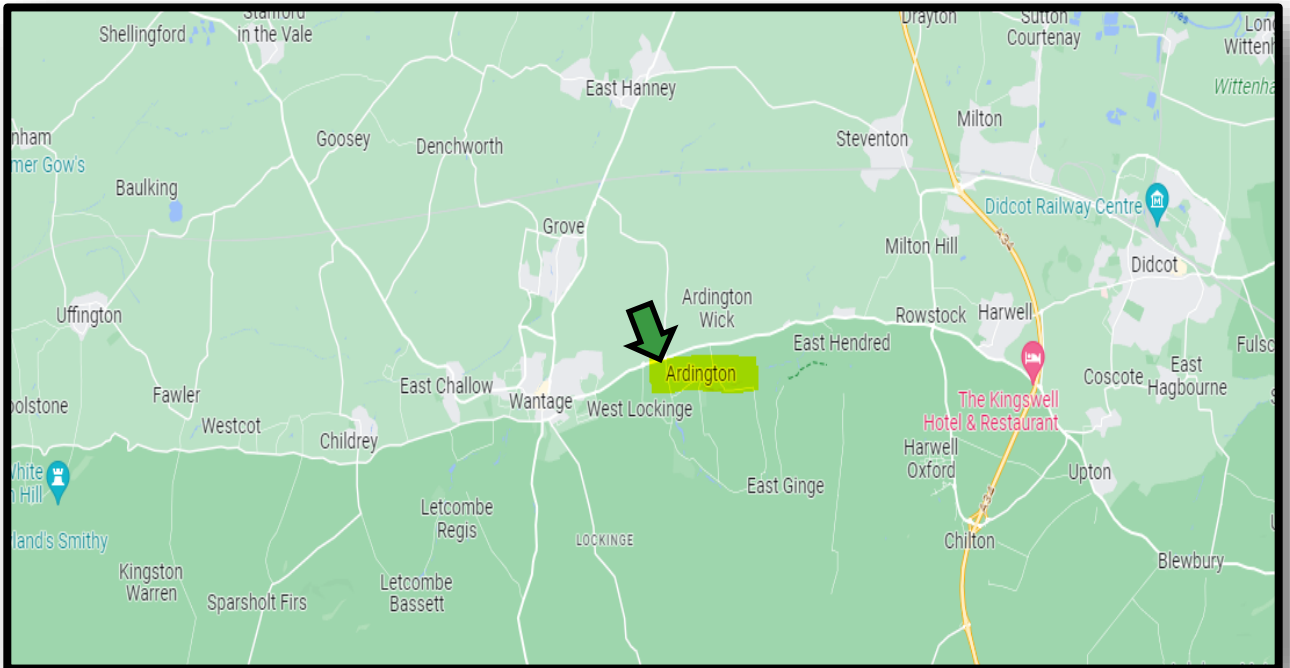 Shellingford
Stanford
in the Vale
Drayton
Sutton
Courtenay
Long
Wittenh
Wittenha
East Hanney
nham
mer Gow's
Goosey
Denchworth
Steventon
Milton
Baulking
Didcot Railway Centre
Grove
A34
Milton Hill
Didcot
Uffington
Ardington
Wick
Rowstock
Harwell
East Hendred
Fulsc
Ardington
East Challow
Wantage
West Lockinge
Coscote
East
Hagbourne
Fawler
oolstone
Westcot
Childrey
The Kingswell
Hotel & Restaurant
Harwell
Oxford
Upton
White
n Hill
East Ginge
A34
Letcombe
Regis
LOCKINGE
Chilton
land's Smithy
Blewbury
Kingston
Warren
Sparsholt Firs
Letcombe
Bassett